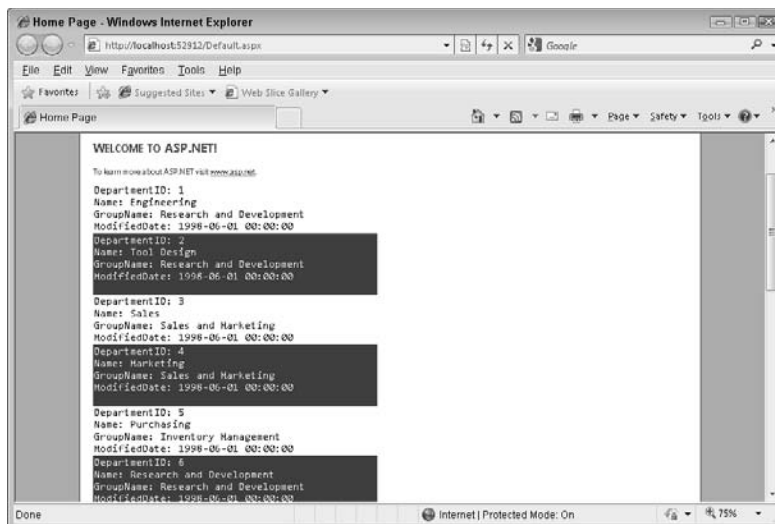 Home Page - Windows Internet Explorer
http://localhost:52912/Default.aspx
Google
File Edit View Favorites Tools Help
Favorites Suggested Sites Web Slice Gallery
Home Page Page Safety Tools
WELCOME TO ASP.NET!
To learn more about ASP.NET visit www.asp.net.
DepartmentID: 1
Name: Engineering
GroupName: Research and Development
ModifiedDate: 1998-06-01 00:00:00
DepartmentID: 2
Name: Tool Design
GroupName: Research and Development
ModifiedDate: 1998-06-01 00:00:00
DepartmentID: 3
Name: Sales
GroupName: Sales and Marketing
ModifiedDate: 1998-06-01 00:00:00
DepartmentID: 4
Name: Marketing
GroupName: Sales and Marketing
ModifiedDate: 1998-06-01 00:00:00
DepartmentID: 5
Name: Purchasing
GroupName: Inventory Management
ModifiedDate: 1998-06-01 00:00:00
DepartmentID: 6
Name: Research and Development
GroupName: Research and Development
ModifiedDate: 1998-06-01 00:00:00
Done Internet | Protected Mode: On 75%